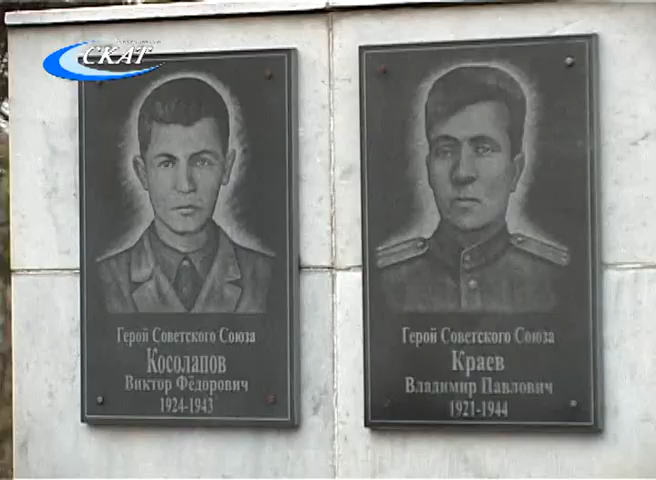 СКАТ
Герой Советского Союза
Косолапов
Виктор Фёдорович
1924-1943
Герой Советского Союза
Краев
Владимир Павлович
1921-1944